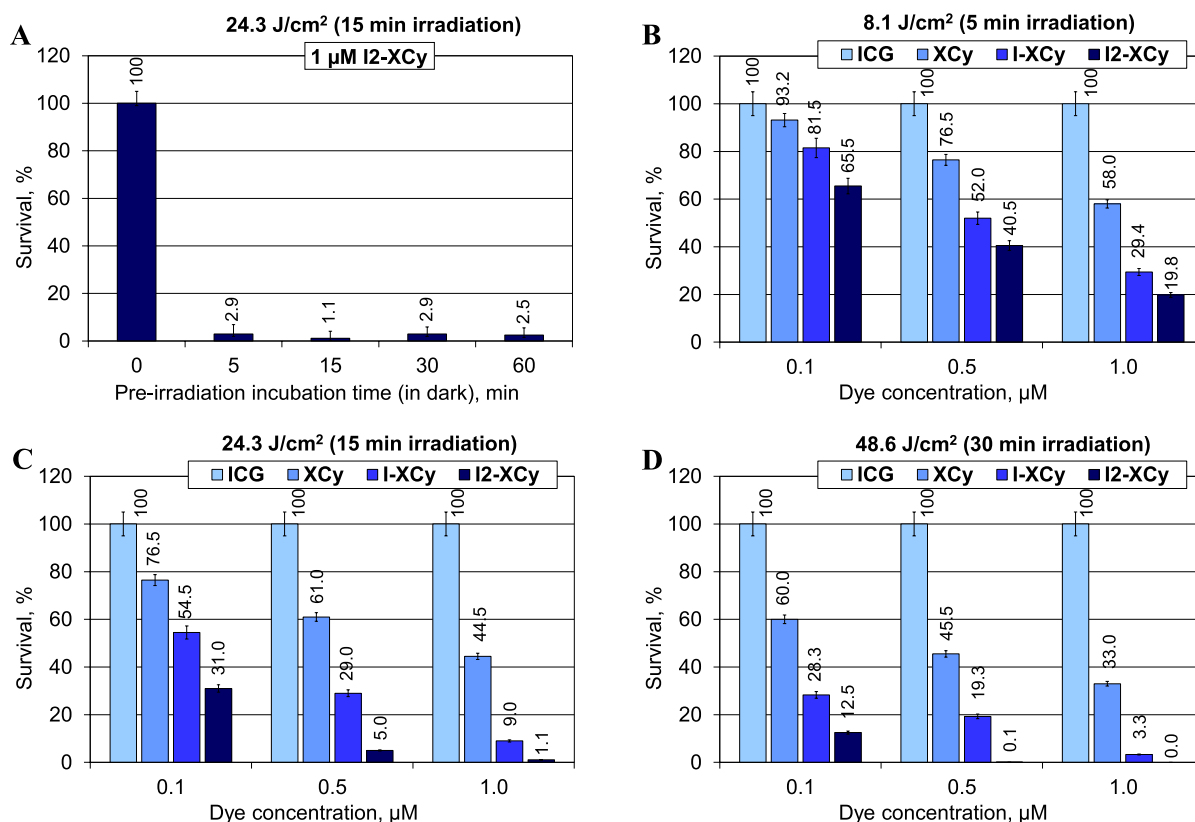 A
24.3 J/cm² (15 min irradiation)
1 µM I2-XCy
Survival, %
120
100
80
60
40
20
0
100
2.9
1.1
2.9
2.5
0 5 15 30 60
Pre-irradiation incubation time (in dark), min
B
8.1 J/cm² (5 min irradiation)
ICG XCy I-XCy I2-XCy
Survival, %
120
100
80
60
40
20
0
100 93.2 81.5 65.5
100 76.5 52.0 40.5
100 58.0 29.4 19.8
0.1 0.5 1.0
Dye concentration, µM
C
24.3 J/cm² (15 min irradiation)
ICG XCy I-XCy I2-XCy
Survival, %
120
100
80
60
40
20
0
100 76.5 54.5 31.0
100 61.0 29.0 5.0
100 44.5 9.0 1.1
0.1 0.5 1.0
Dye concentration, µM
D
48.6 J/cm² (30 min irradiation)
ICG XCy I-XCy I2-XCy
Survival, %
120
100
80
60
40
20
0
100 60.0 28.3 12.5
100 45.5 19.3 0.1
100 33.0 3.3 0.0
0.1 0.5 1.0
Dye concentration, µM